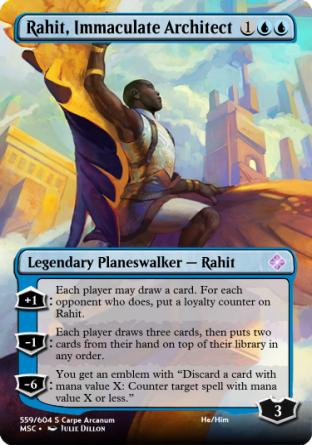 Rahit, Immaculate Architect 1
Legendary Planeswalker — Rahit
+1: Each player may draw a card. For each
opponent who does, put a loyalty counter on
Rahit.
-1: Each player draws three cards, then puts two
cards from their hand on top of their library in
any order.
-6: You get an emblem with “Discard a card with
mana value X: Counter target spell with mana
value X or less.”
3
559/604 S Carpe Arcanum He/Him
MSC • Julie Dillon